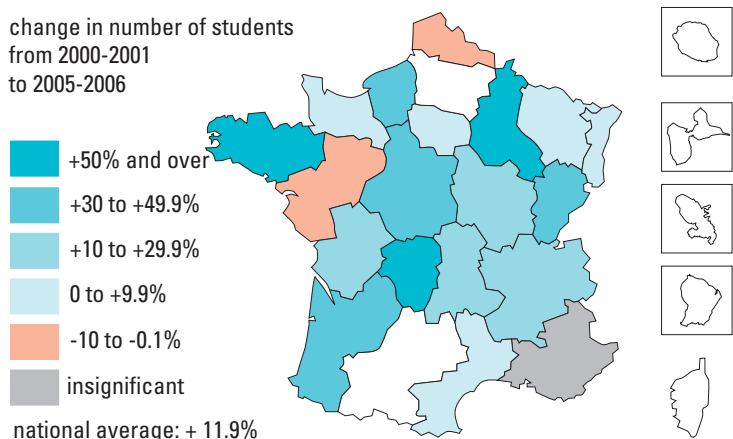 change in number of students
from 2000-2001
to 2005-2006
+50% and over
+30 to +49.9%
+10 to +29.9%
0 to +9.9%
-10 to -0.1%
insignificant
national average: + 11.9%